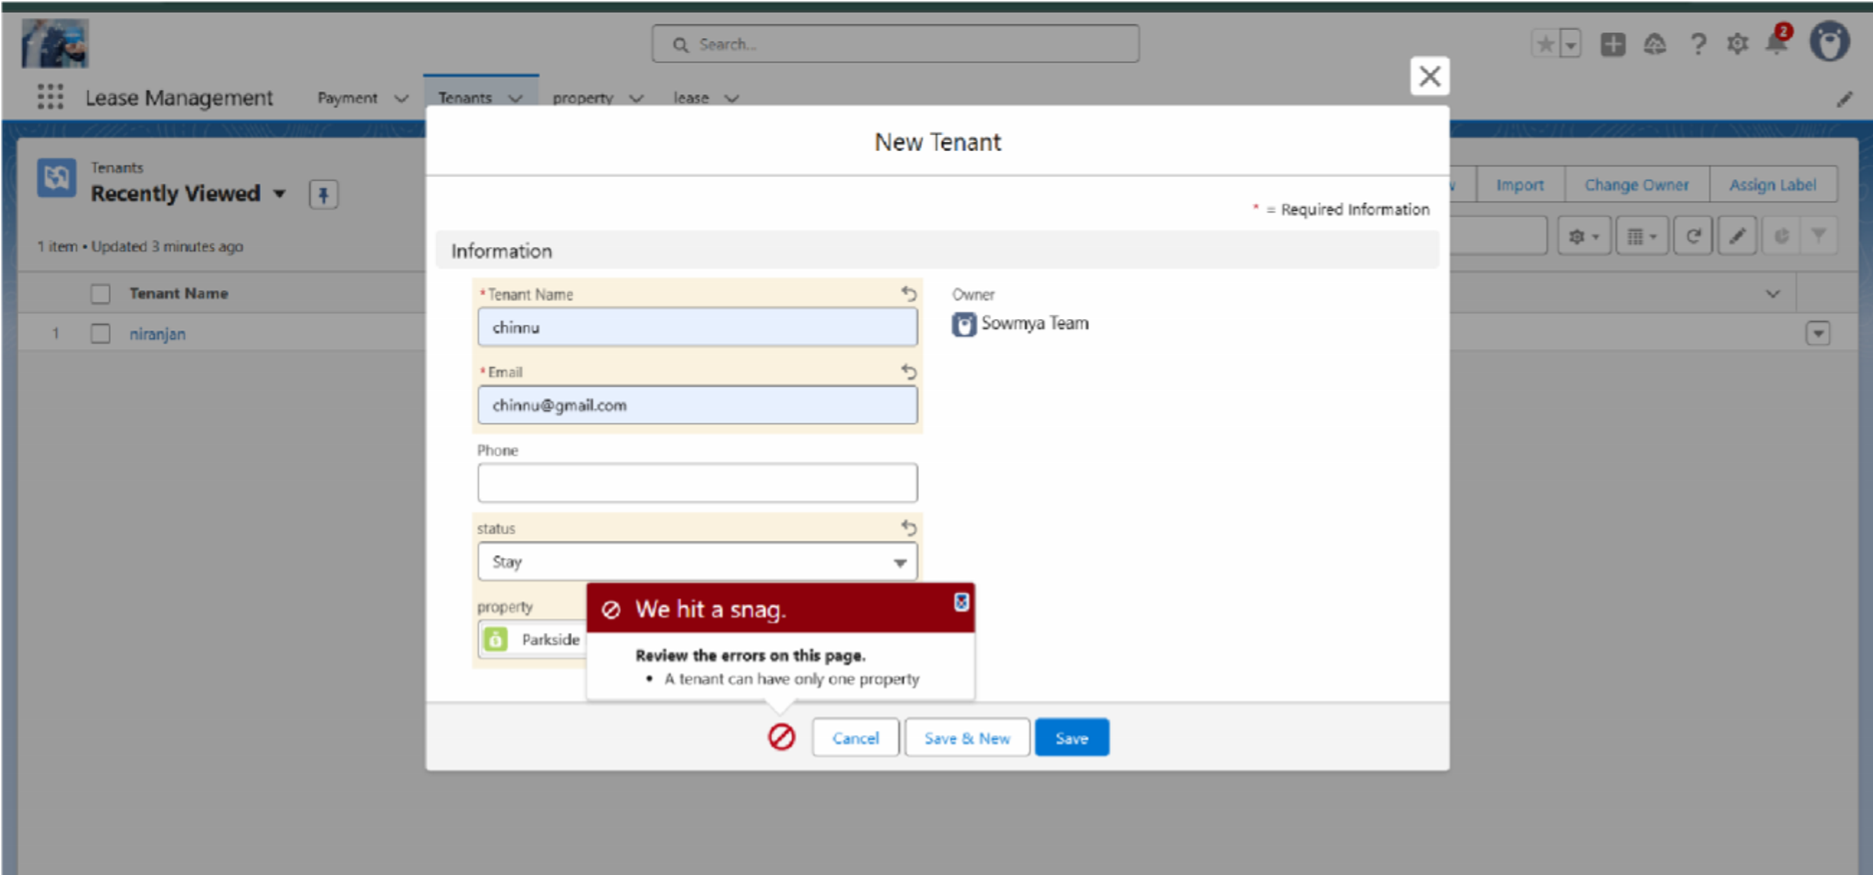 Search...
2
Lease Management Payment Tenants property lease
New Tenant
Tenants
Recently Viewed
Import Change Owner Assign Label
* = Required Information
1 item • Updated 3 minutes ago
Information
Tenant Name
*Tenant Name
Owner
chinnu
Sowmya Team
1 niranjan
*Email
chinnu@gmail.com
Phone
status
Stay
property
We hit a snag.
Parkside
Review the errors on this page.
• A tenant can have only one property
Cancel Save & New Save